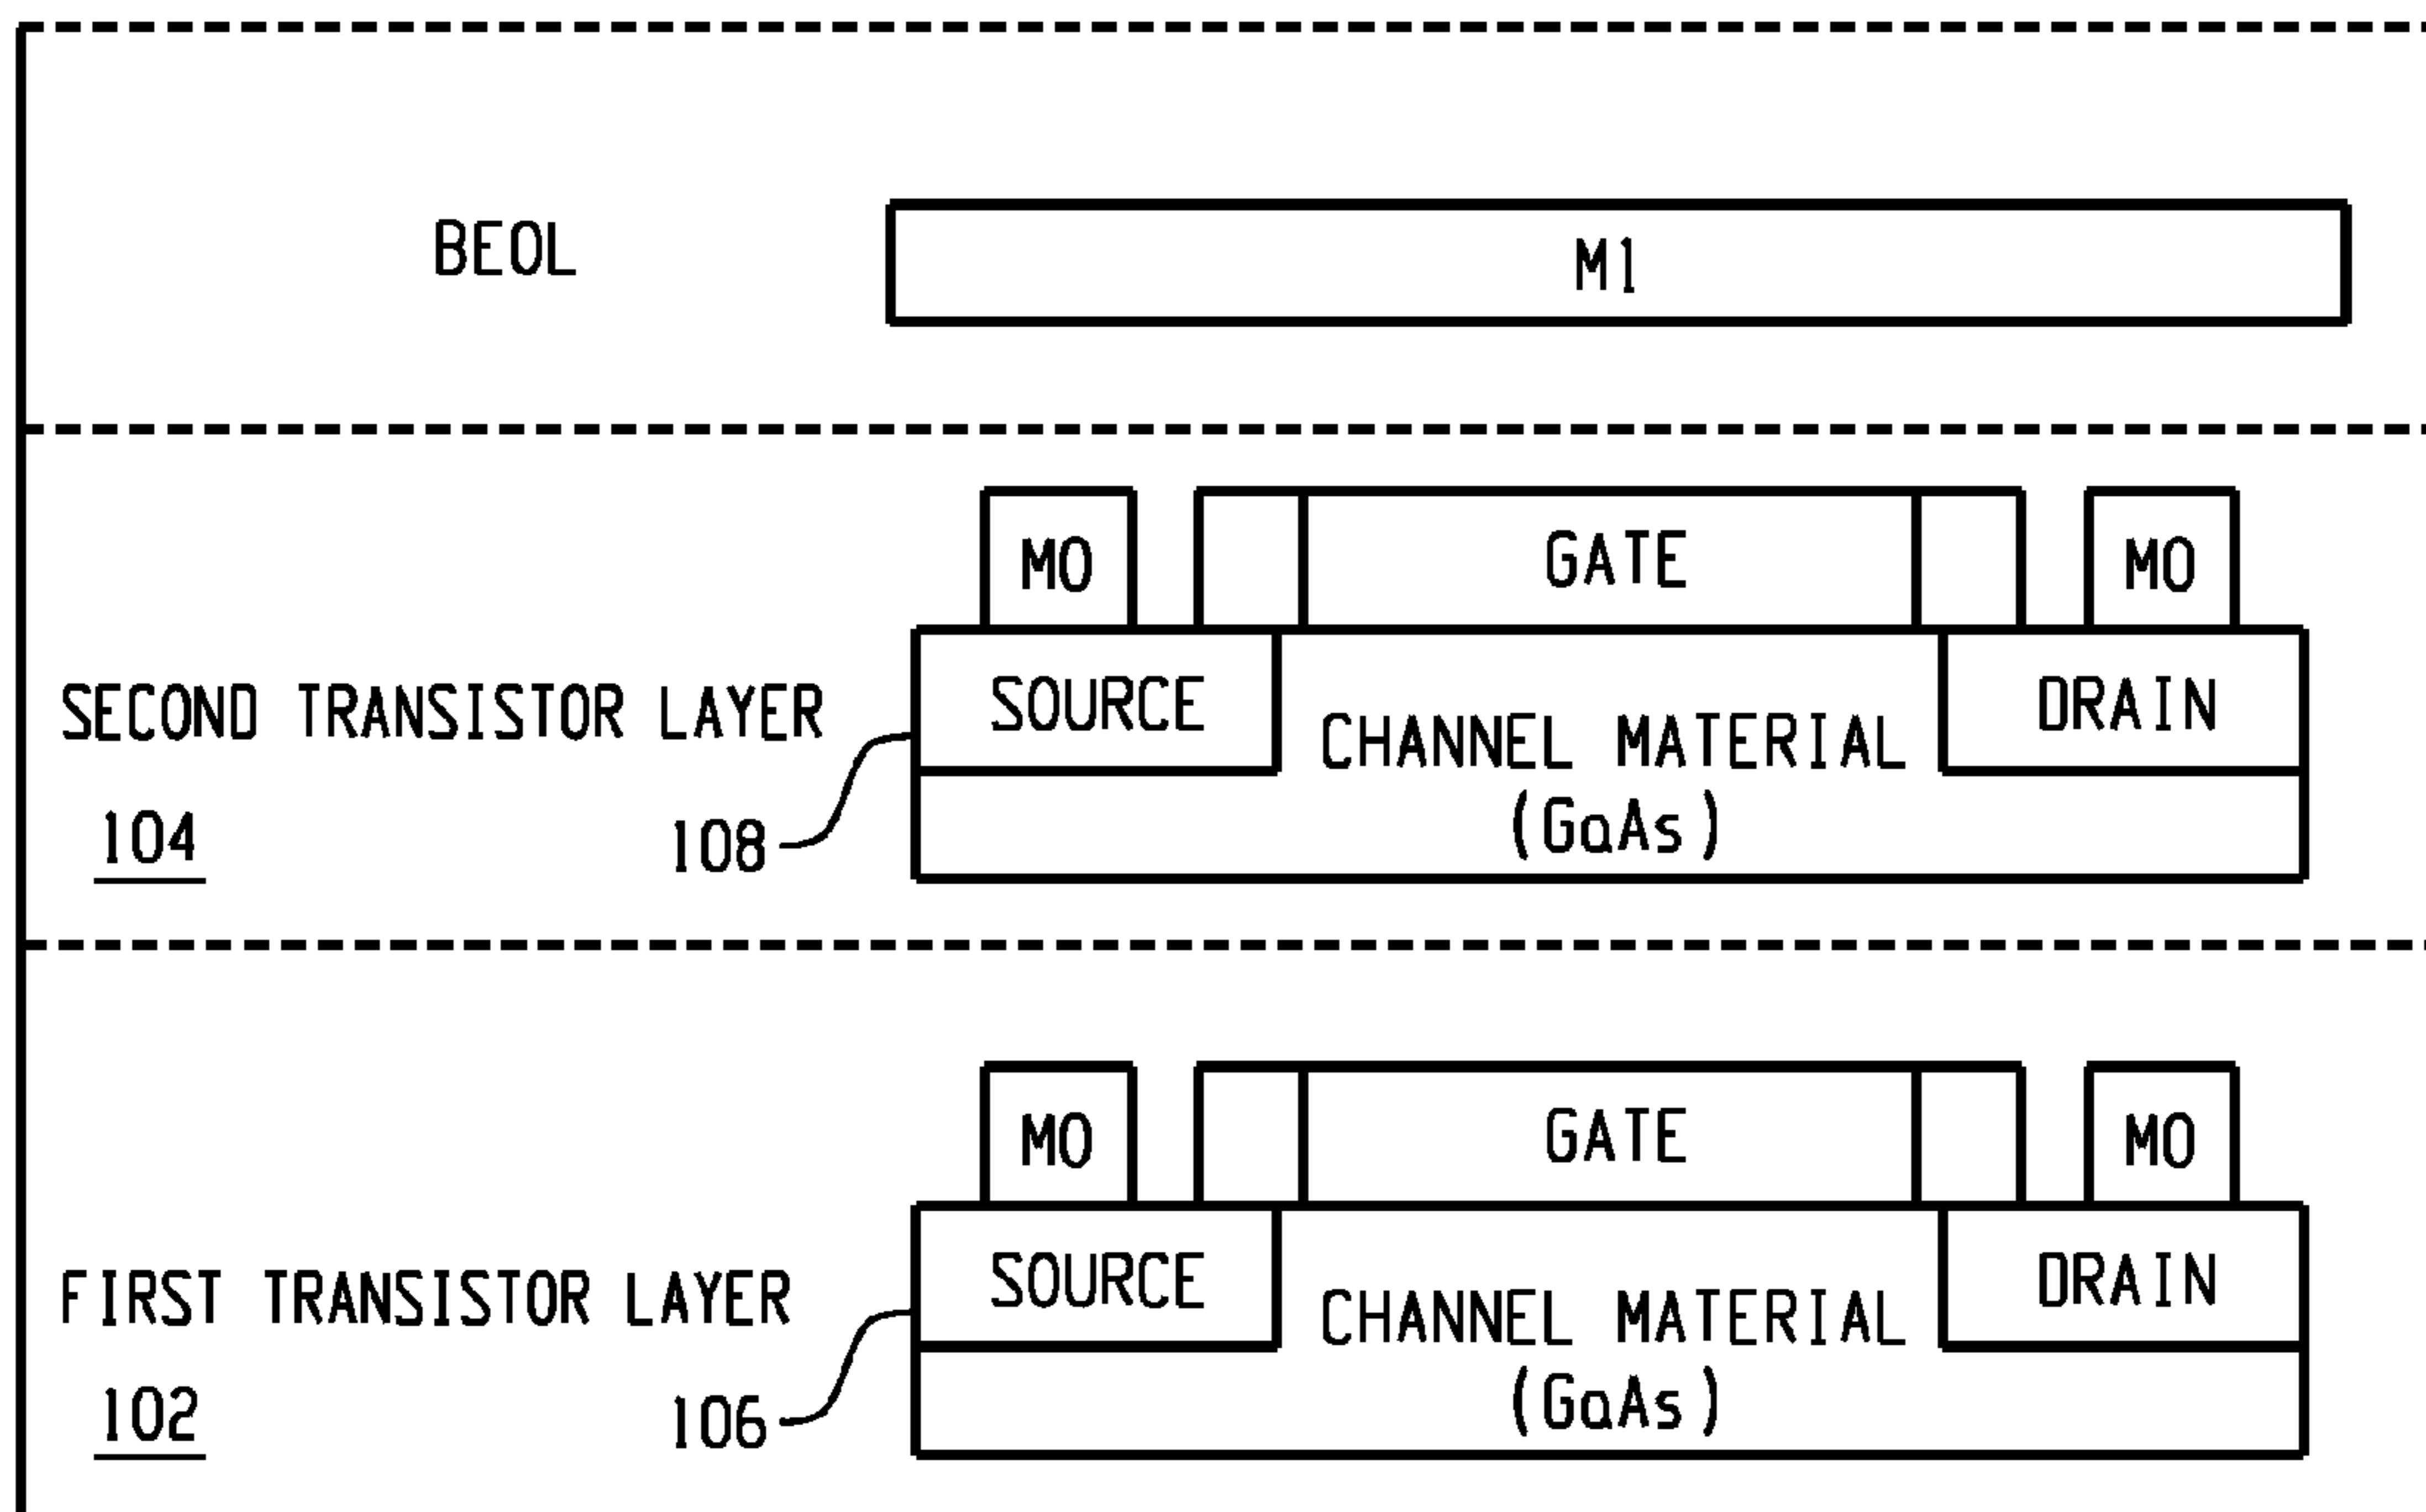 BEOL
M1
MO
GATE
MO
SOURCE
DRAIN
SECOND TRANSISTOR LAYER
CHANNEL MATERIAL
(GaAs)
104
108
MO
GATE
MO
SOURCE
DRAIN
FIRST TRANSISTOR LAYER
CHANNEL MATERIAL
(GaAs)
102
106